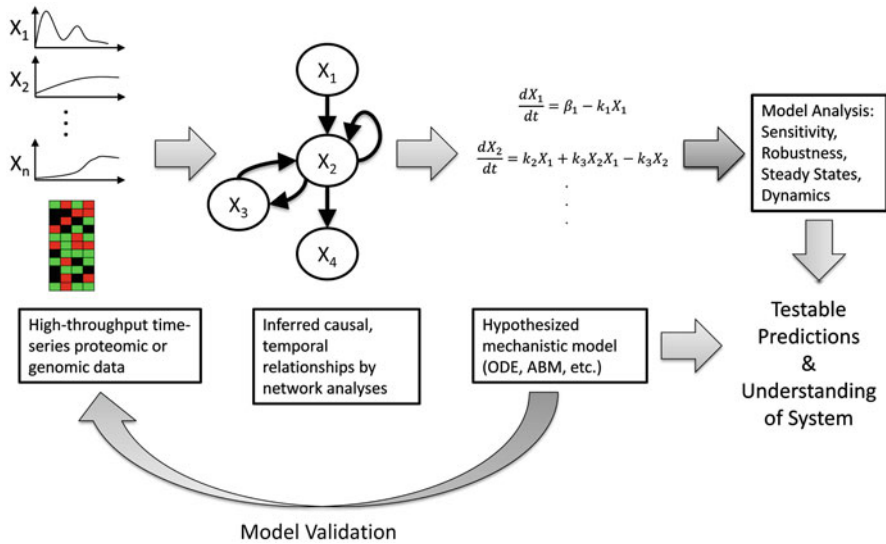 X1
X2
⋮
Xn
X1
X2
X3
X4
dX1/dt = β1 − k1X1
dX2/dt = k2X1 + k3X2X1 − k3X2
.
.
.
Model Analysis:
Sensitivity,
Robustness,
Steady States,
Dynamics
High-throughput time-
series proteomic or
genomic data
Inferred causal,
temporal
relationships by
network analyses
Hypothesized
mechanistic model
(ODE, ABM, etc.)
Testable
Predictions
&
Understanding
of System
Model Validation